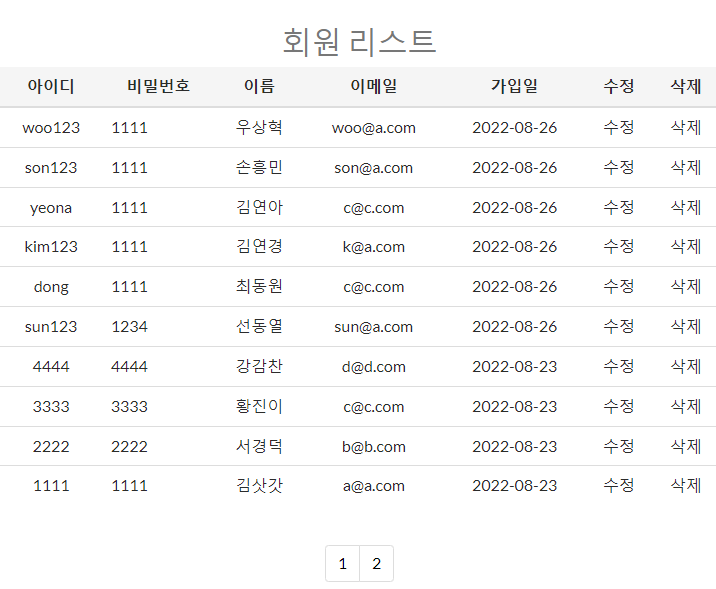 회원 리스트
아이디 비밀번호 이름 이메일 가입일 수정 삭제
woo123 1111 우상혁 woo@a.com 2022-08-26 수정 삭제
son123 1111 손흥민 son@a.com 2022-08-26 수정 삭제
yeona 1111 김연아 c@c.com 2022-08-26 수정 삭제
kim123 1111 김연경 k@a.com 2022-08-26 수정 삭제
dong 1111 최동원 c@c.com 2022-08-26 수정 삭제
sun123 1234 선동열 sun@a.com 2022-08-26 수정 삭제
4444 4444 강감찬 d@d.com 2022-08-23 수정 삭제
3333 3333 황진이 c@c.com 2022-08-23 수정 삭제
2222 2222 서경덕 b@b.com 2022-08-23 수정 삭제
1111 1111 김삿갓 a@a.com 2022-08-23 수정 삭제
1 2